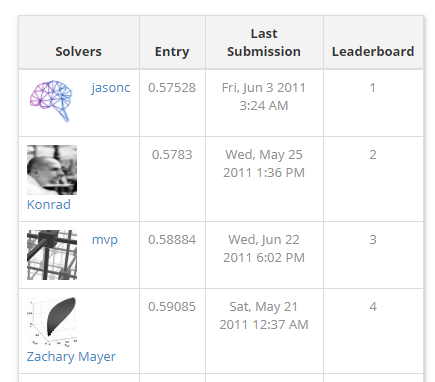 Solvers Entry Last Submission Leaderboard
jasonc 0.57528 Fri, Jun 3 2011 1
3:24 AM
0.5783 Wed, May 25 2
2011 1:36 PM
Konrad
mvp 0.58884 Wed, Jun 22 3
2011 6:02 PM
0.59085 Sat, May 21 4
2011 12:37 AM
Zachary Mayer